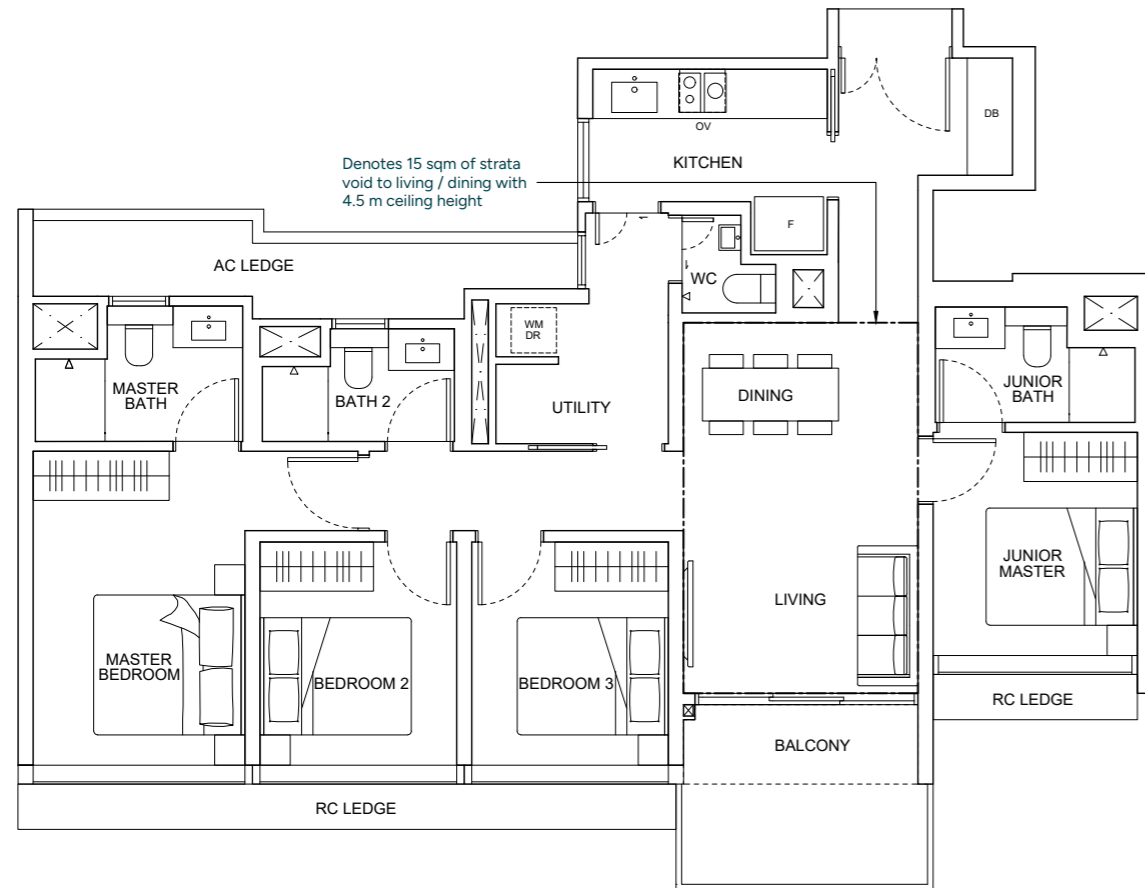 DB
OV
KITCHEN
Denotes 15 sqm of strata
void to living / dining with
4.5 m ceiling height
F
AC LEDGE
WC
WM
DR
MASTER
BATH
BATH 2
UTILITY
DINING
JUNIOR
BATH
JUNIOR
MASTER
LIVING
MASTER
BEDROOM
BEDROOM 2
BEDROOM 3
RC LEDGE
BALCONY
RC LEDGE